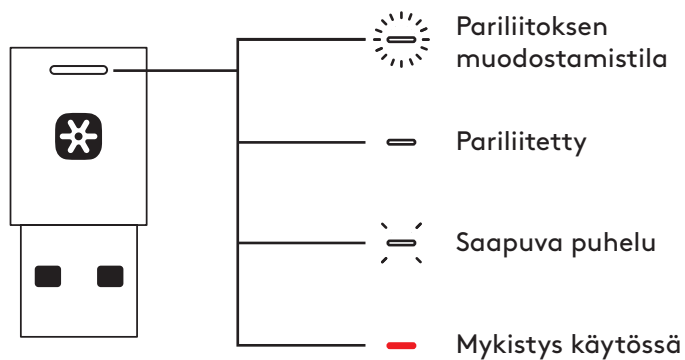 Pariliitoksen
muodostamistila
Pariliitetty
Saapuva puhelu
Mykistys käytössä